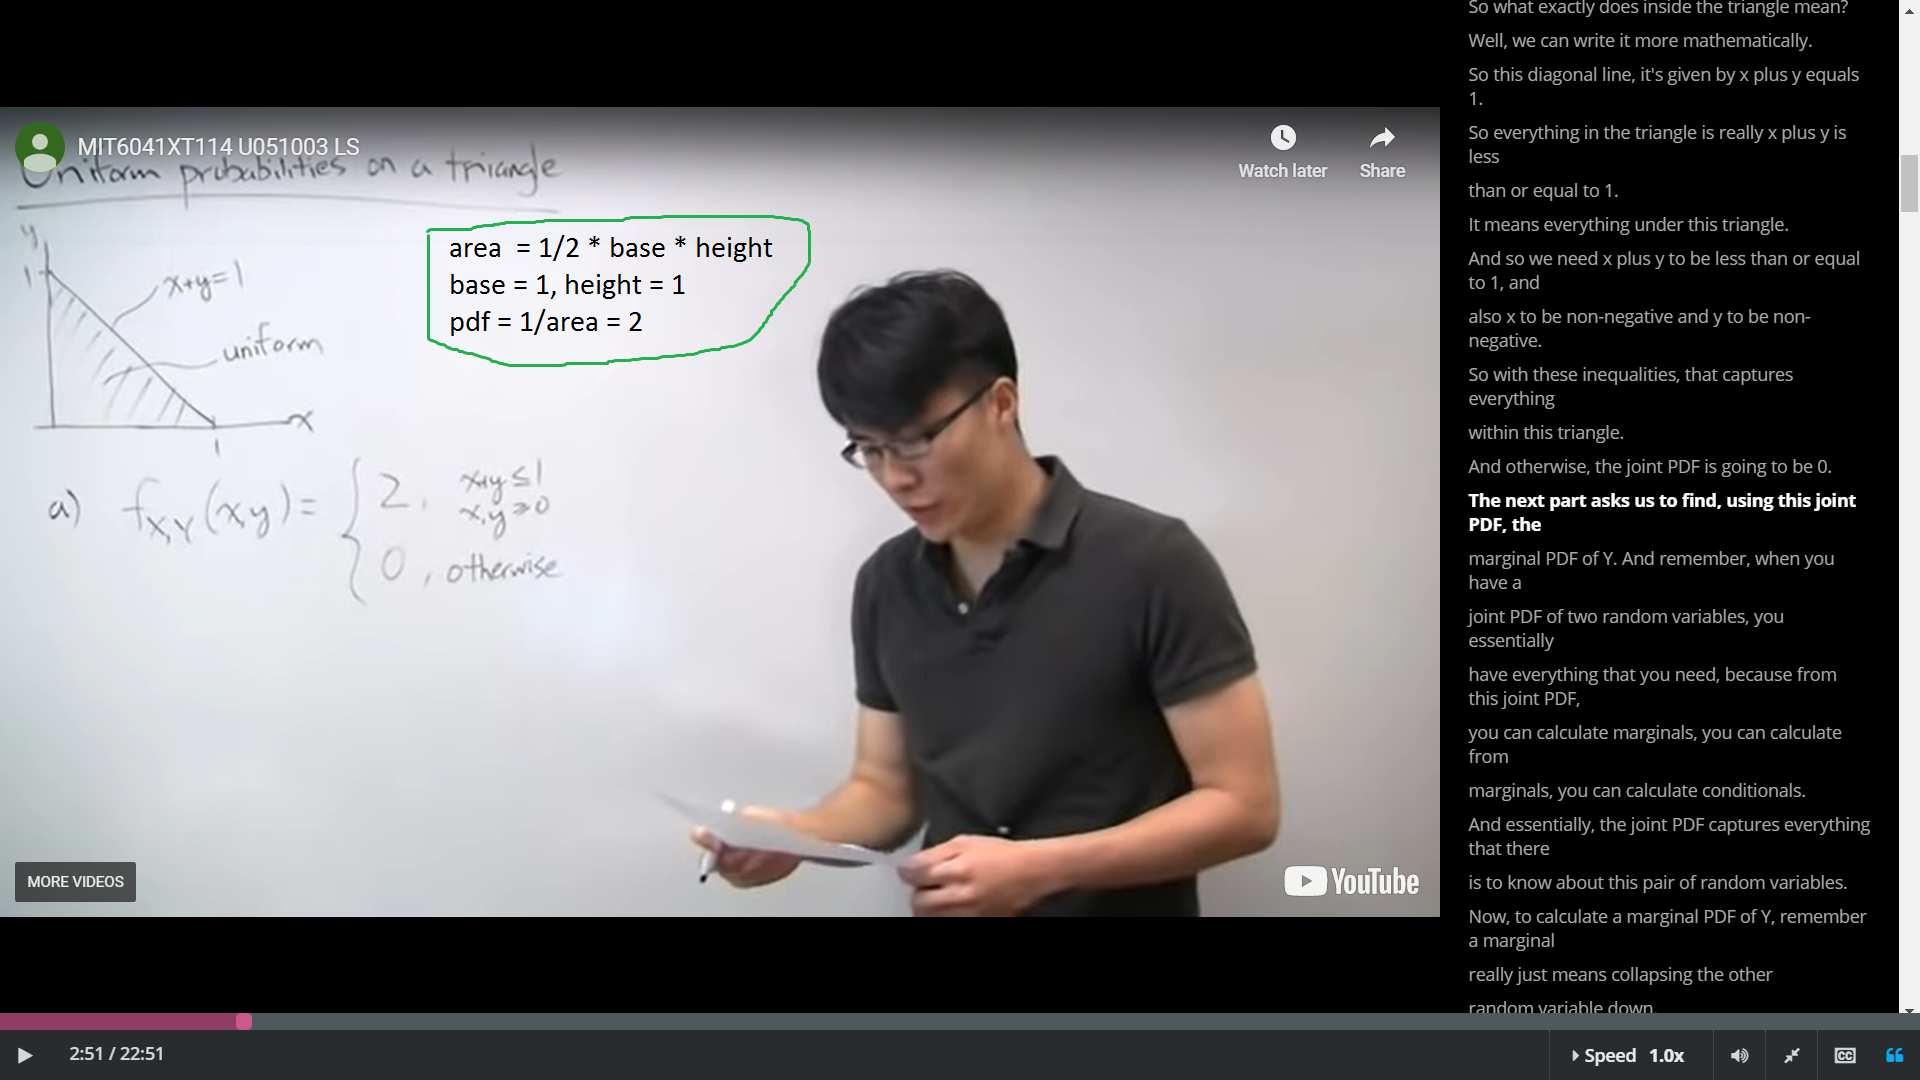 MIT6041XT114 U051003 LS
Watch later
Share
Uniform probabilities on a triangle
y
1
x+y=1
uniform
x
1
area = 1/2 * base * height
base = 1, height = 1
pdf = 1/area = 2
a) fX,Y(x,y) = { 2, x+y ≤ 1
x,y ≥ 0
0, otherwise
MORE VIDEOS
YouTube
So what exactly does inside the triangle mean?
Well, we can write it more mathematically.
So this diagonal line, it's given by x plus y equals
1.
So everything in the triangle is really x plus y is
less
than or equal to 1.
It means everything under this triangle.
And so we need x plus y to be less than or equal
to 1, and
also x to be non-negative and y to be non-
negative.
So with these inequalities, that captures
everything
within this triangle.
And otherwise, the joint PDF is going to be 0.
The next part asks us to find, using this joint
PDF, the
marginal PDF of Y. And remember, when you
have a
joint PDF of two random variables, you
essentially
have everything that you need, because from
this joint PDF,
you can calculate marginals, you can calculate
from
marginals, you can calculate conditionals.
And essentially, the joint PDF captures everything
that there
is to know about this pair of random variables.
Now, to calculate a marginal PDF of Y, remember
a marginal
really just means collapsing the other
random variable down.
2:51 / 22:51
Speed 1.0x
CC